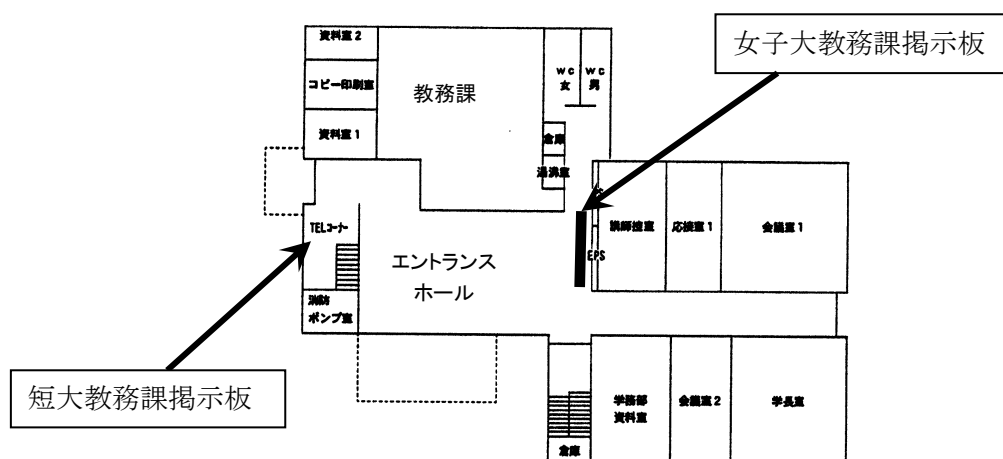 女子大教務課掲示板
資料室2
コピー印刷室
資料室1
教務課
WC
女
WC
男
倉庫
湯沸室
講師控室
応接室1
会議室1
EPS
TELコーナー
エントランス
ホール
消防
ポンプ室
短大教務課掲示板
学務部
資料室
会議室2
学長室
倉庫